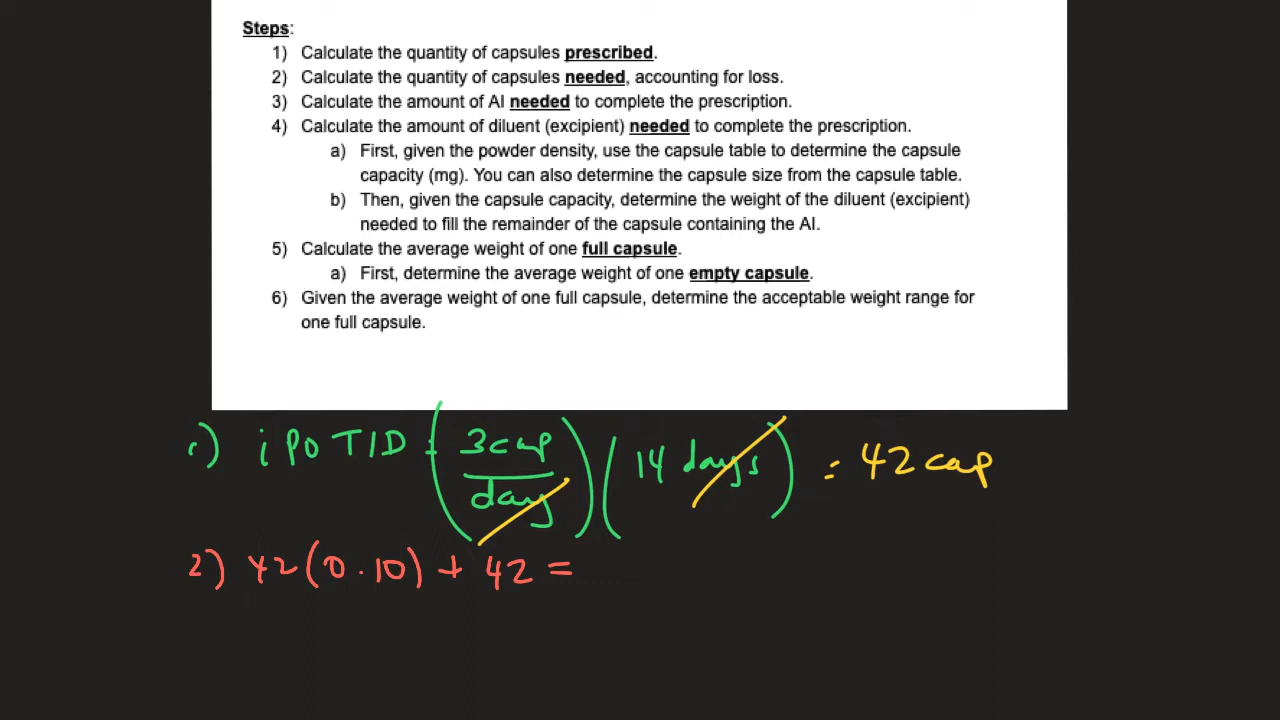 Steps:
1) Calculate the quantity of capsules prescribed.
2) Calculate the quantity of capsules needed, accounting for loss.
3) Calculate the amount of AI needed to complete the prescription.
4) Calculate the amount of diluent (excipient) needed to complete the prescription.
a) First, given the powder density, use the capsule table to determine the capsule
capacity (mg). You can also determine the capsule size from the capsule table.
b) Then, given the capsule capacity, determine the weight of the diluent (excipient)
needed to fill the remainder of the capsule containing the AI.
5) Calculate the average weight of one full capsule.
a) First, determine the average weight of one empty capsule.
6) Given the average weight of one full capsule, determine the acceptable weight range for
one full capsule.
1) i PO TID = (3 cap / day) (14 days) = 42 cap
2) 42 (0.10) + 42 =